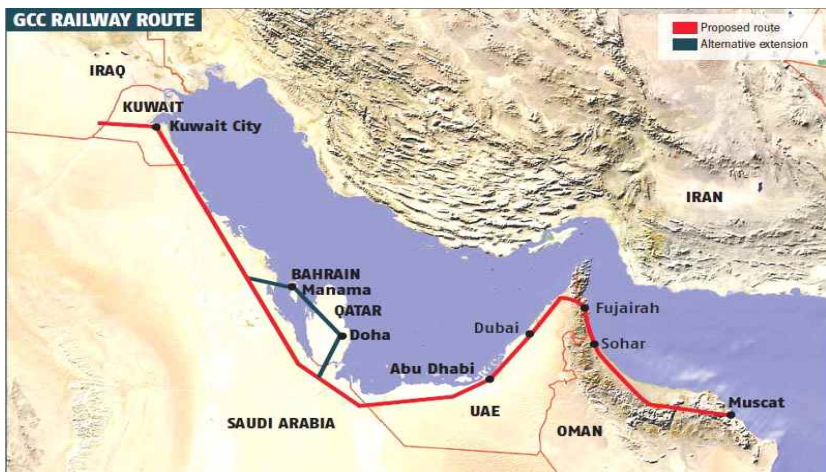 GCC RAILWAY ROUTE
Proposed route
Alternative extension
IRAQ
KUWAIT
Kuwait City
IRAN
BAHRAIN
Manama
QATAR
Doha
Fujairah
Dubai
Sohar
Abu Dhabi
Muscat
SAUDI ARABIA
UAE
OMAN